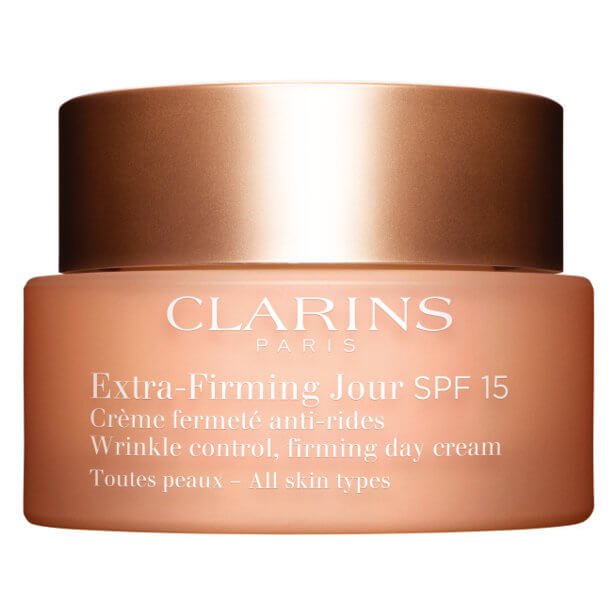 CLARINS
PARIS
Extra-Firming Jour SPF 15
Crème fermeté anti-rides
Wrinkle control, firming day cream
Toutes peaux – All skin types